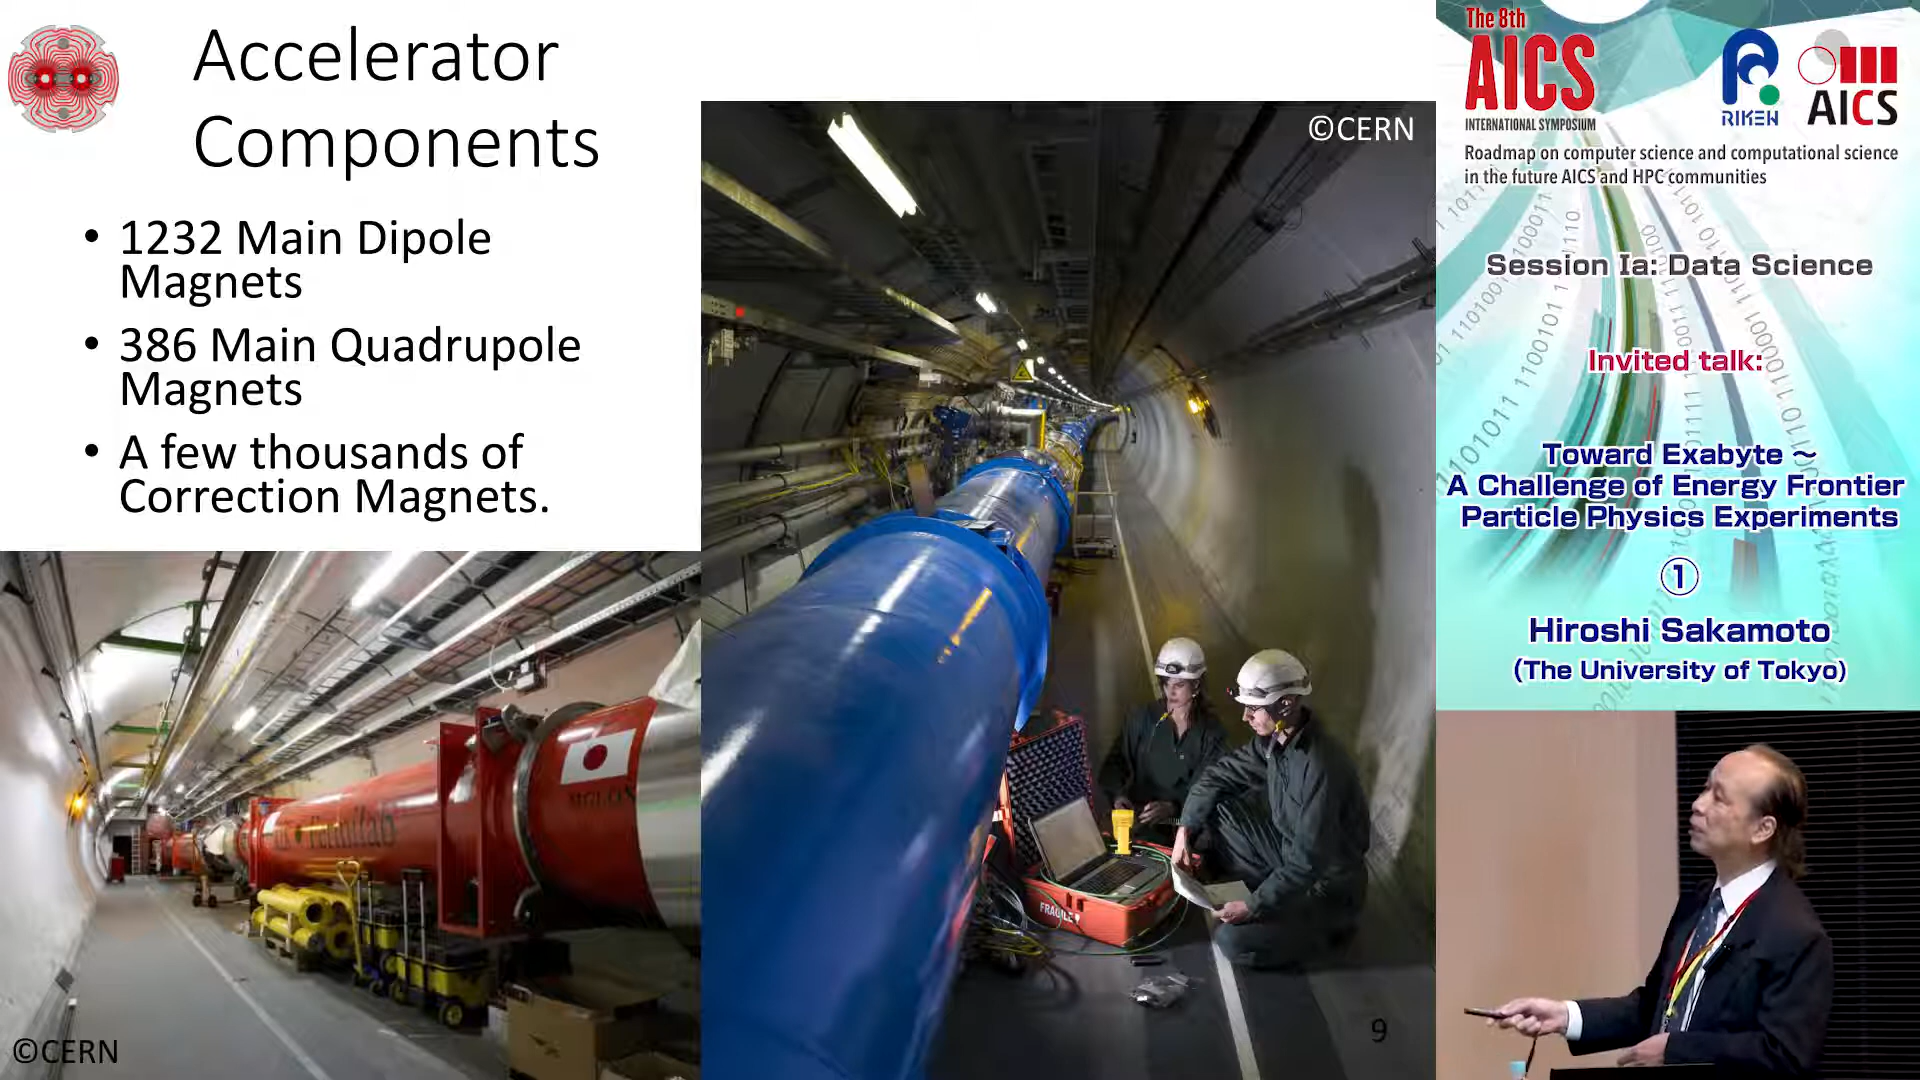 Accelerator
Components
• 1232 Main Dipole
Magnets
• 386 Main Quadrupole
Magnets
• A few thousands of
Correction Magnets.
©CERN
FRAGILE
9
Fermilab
©CERN
The 8th
AICS
INTERNATIONAL SYMPOSIUM
RIKEN
AICS
Roadmap on computer science and computational science
in the future AICS and HPC communities
Session Ia: Data Science
Invited talk:
Toward Exabyte ～
A Challenge of Energy Frontier
Particle Physics Experiments
①
Hiroshi Sakamoto
(The University of Tokyo)